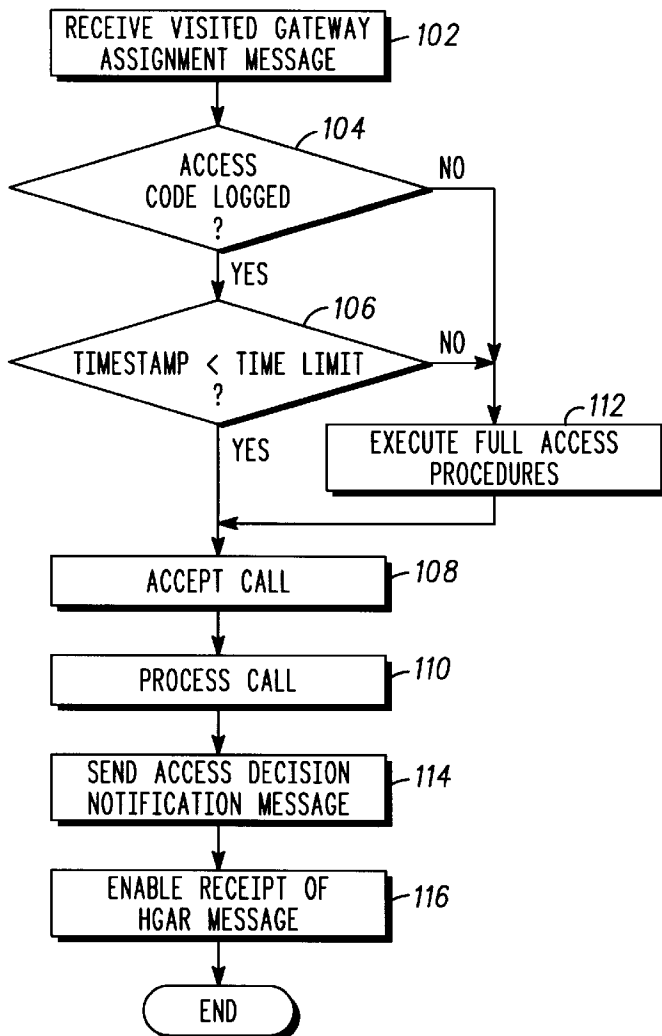 RECEIVE VISITED GATEWAY
ASSIGNMENT MESSAGE
102
104
ACCESS
CODE LOGGED
?
NO
YES
106
TIMESTAMP < TIME LIMIT
?
NO
YES
112
EXECUTE FULL ACCESS
PROCEDURES
ACCEPT CALL
108
PROCESS CALL
110
SEND ACCESS DECISION
NOTIFICATION MESSAGE
114
ENABLE RECEIPT OF
HGAR MESSAGE
116
END